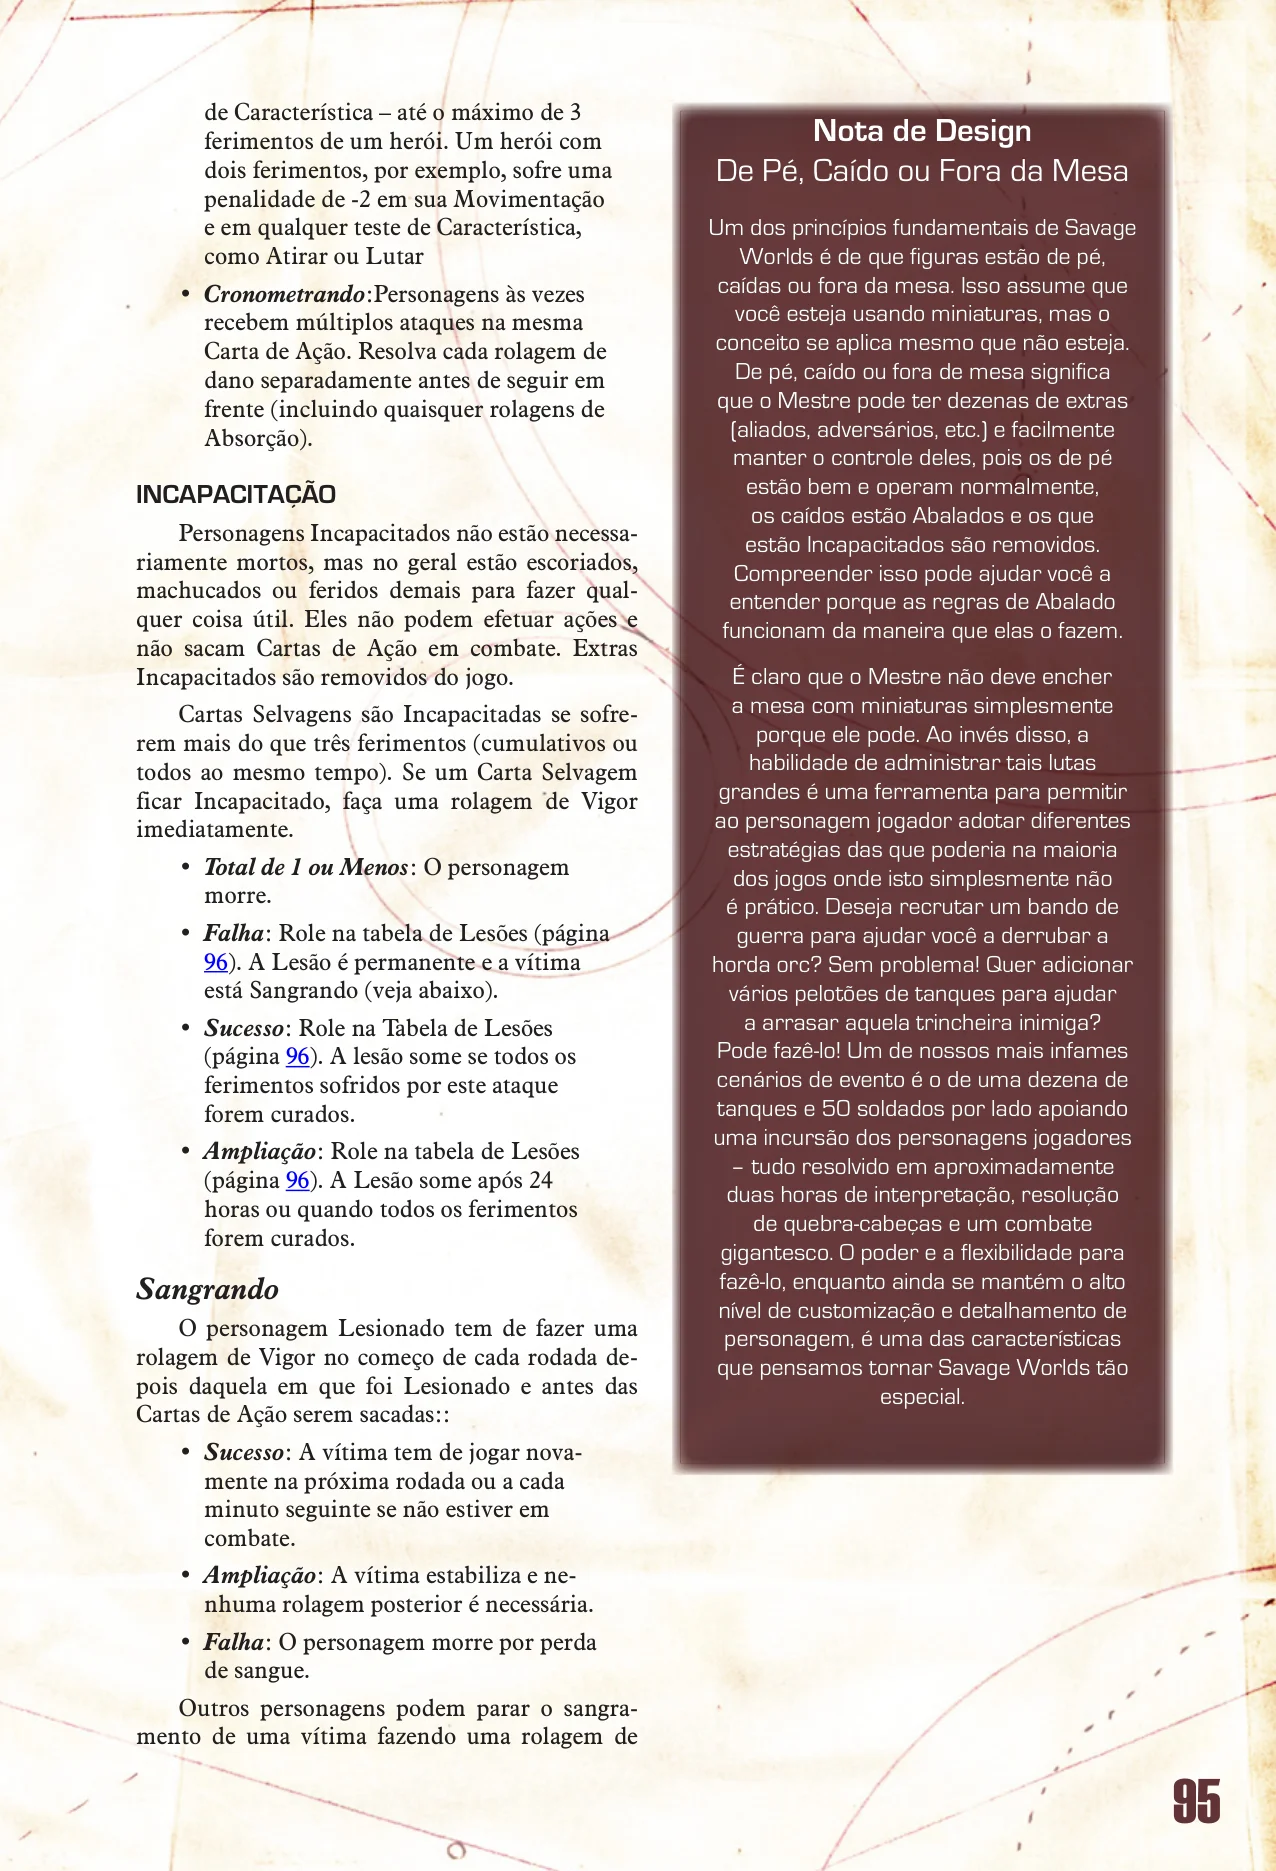 de Característica – até o máximo de 3
ferimentos de um herói. Um herói com
dois ferimentos, por exemplo, sofre uma
penalidade de -2 em sua Movimentação
e em qualquer teste de Característica,
como Atirar ou Lutar
• Cronometrando:Personagens às vezes
recebem múltiplos ataques na mesma
Carta de Ação. Resolva cada rolagem de
dano separadamente antes de seguir em
frente (incluindo quaisquer rolagens de
Absorção).
INCAPACITAÇÃO
Personagens Incapacitados não estão necessa-
riamente mortos, mas no geral estão escoriados,
machucados ou feridos demais para fazer qual-
quer coisa útil. Eles não podem efetuar ações e
não sacam Cartas de Ação em combate. Extras
Incapacitados são removidos do jogo.
Cartas Selvagens são Incapacitadas se sofre-
rem mais do que três ferimentos (cumulativos ou
todos ao mesmo tempo). Se um Carta Selvagem
ficar Incapacitado, faça uma rolagem de Vigor
imediatamente.
• Total de 1 ou Menos: O personagem
morre.
• Falha: Role na tabela de Lesões (página
96). A Lesão é permanente e a vítima
está Sangrando (veja abaixo).
• Sucesso: Role na Tabela de Lesões
(página 96). A lesão some se todos os
ferimentos sofridos por este ataque
forem curados.
• Ampliação: Role na tabela de Lesões
(página 96). A Lesão some após 24
horas ou quando todos os ferimentos
forem curados.
Sangrando
O personagem Lesionado tem de fazer uma
rolagem de Vigor no começo de cada rodada de-
pois daquela em que foi Lesionado e antes das
Cartas de Ação serem sacadas::
• Sucesso: A vítima tem de jogar nova-
mente na próxima rodada ou a cada
minuto seguinte se não estiver em
combate.
• Ampliação: A vítima estabiliza e ne-
nhuma rolagem posterior é necessária.
• Falha: O personagem morre por perda
de sangue.
Outros personagens podem parar o sangra-
mento de uma vítima fazendo uma rolagem de
Nota de Design
De Pé, Caído ou Fora da Mesa
Um dos princípios fundamentais de Savage
Worlds é de que figuras estão de pé,
caídas ou fora da mesa. Isso assume que
você esteja usando miniaturas, mas o
conceito se aplica mesmo que não esteja.
De pé, caído ou fora de mesa significa
que o Mestre pode ter dezenas de extras
(aliados, adversários, etc.) e facilmente
manter o controle deles, pois os de pé
estão bem e operam normalmente,
os caídos estão Abalados e os que
estão Incapacitados são removidos.
Compreender isso pode ajudar você a
entender porque as regras de Abalado
funcionam da maneira que elas o fazem.
É claro que o Mestre não deve encher
a mesa com miniaturas simplesmente
porque ele pode. Ao invés disso, a
habilidade de administrar tais lutas
grandes é uma ferramenta para permitir
ao personagem jogador adotar diferentes
estratégias das que poderia na maioria
dos jogos onde isto simplesmente não
é prático. Deseja recrutar um bando de
guerra para ajudar você a derrubar a
horda orc? Sem problema! Quer adicionar
vários pelotões de tanques para ajudar
a arrasar aquela trincheira inimiga?
Pode fazê-lo! Um de nossos mais infames
cenários de evento é o de uma dezena de
tanques e 50 soldados por lado apoiando
uma incursão dos personagens jogadores
– tudo resolvido em aproximadamente
duas horas de interpretação, resolução
de quebra-cabeças e um combate
gigantesco. O poder e a flexibilidade para
fazê-lo, enquanto ainda se mantém o alto
nível de customização e detalhamento de
personagem, é uma das características
que pensamos tornar Savage Worlds tão
especial.
95